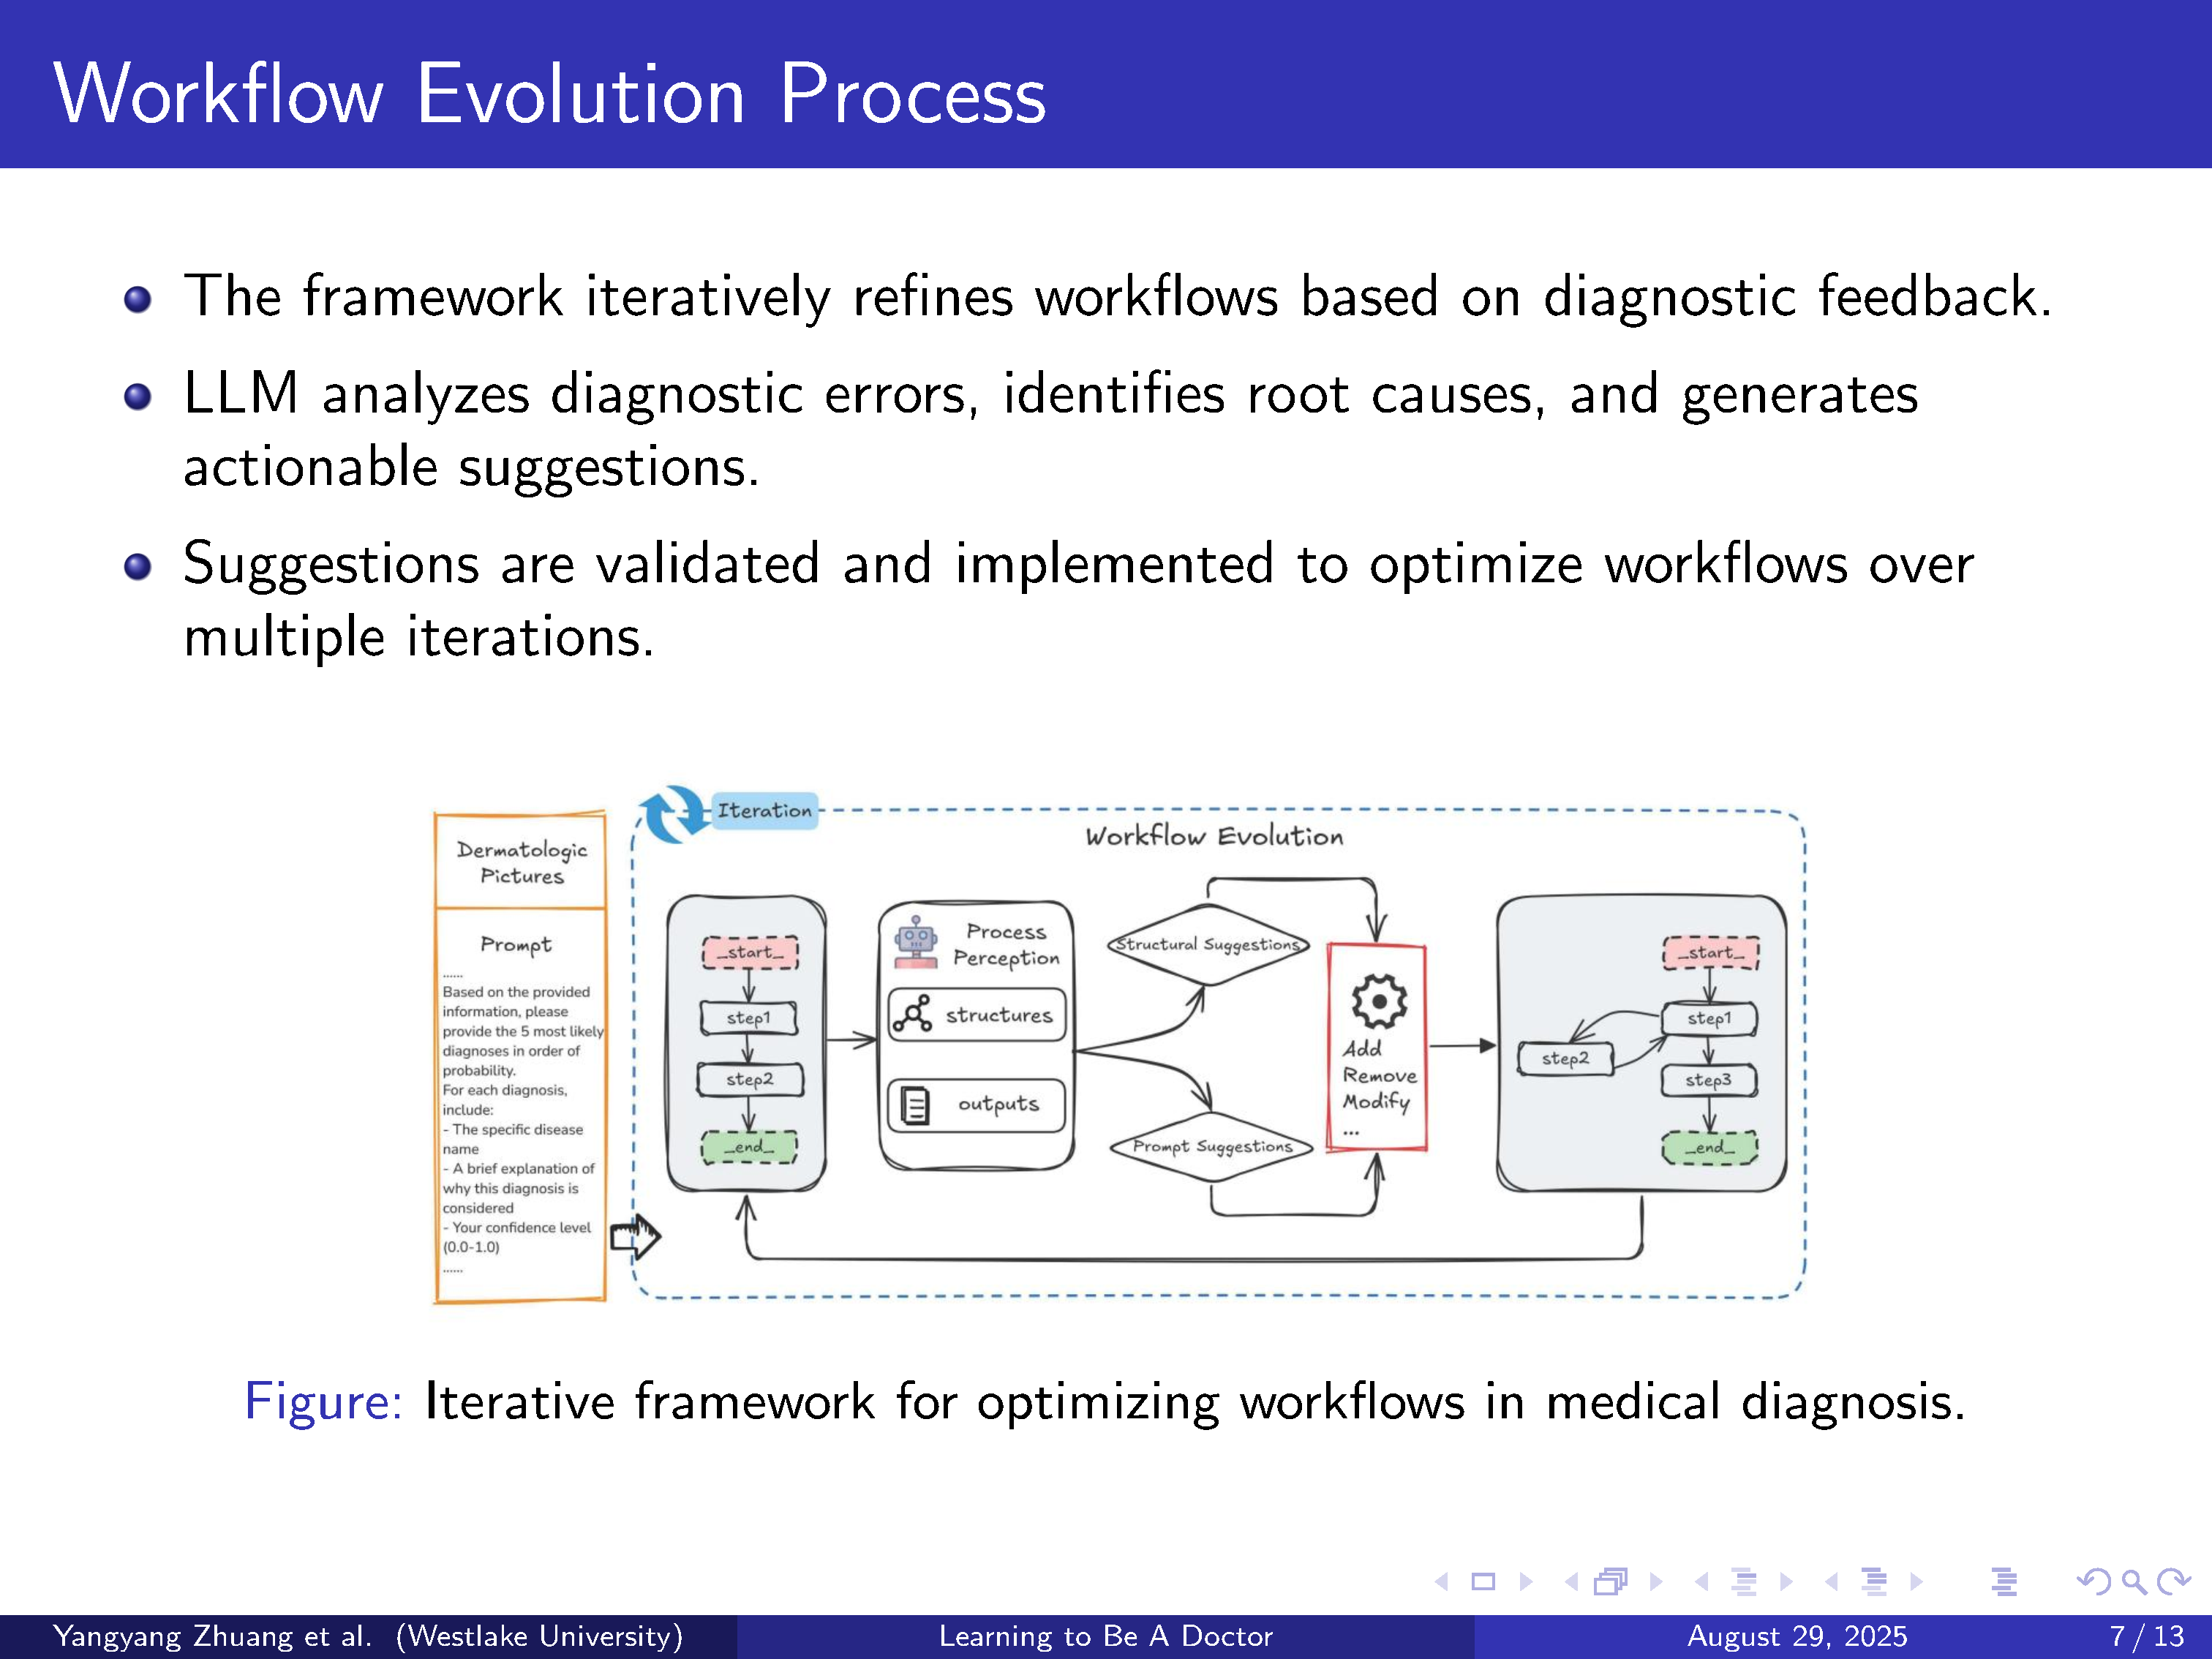 Workflow Evolution Process
The framework iteratively refines workflows based on diagnostic feedback.
LLM analyzes diagnostic errors, identifies root causes, and generates
actionable suggestions.
Suggestions are validated and implemented to optimize workflows over
multiple iterations.
Dermatologic
Pictures
Prompt
......
Based on the provided
information, please
provide the 5 most likely
diagnoses in order of
probability.
For each diagnosis,
include:
- The specific disease
name
- A brief explanation of
why this diagnosis is
considered
- Your confidence level
(0.0-1.0)
......
Iteration
Workflow Evolution
_start_
step1
step2
_end_
Process
Perception
structures
outputs
Structural Suggestions
Prompt Suggestions
Add
Remove
Modify
...
_start_
step1
step2
step3
_end_
Figure: Iterative framework for optimizing workflows in medical diagnosis.
Yangyang Zhuang et al. (Westlake University)
Learning to Be A Doctor
August 29, 2025
7 / 13